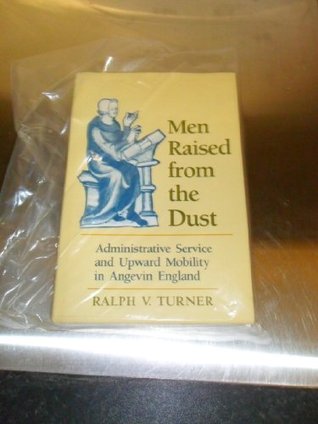 Men
Raised
from
the
Dust
Administrative Service
and Upward Mobility
in Angevin England
RALPH V. TURNER